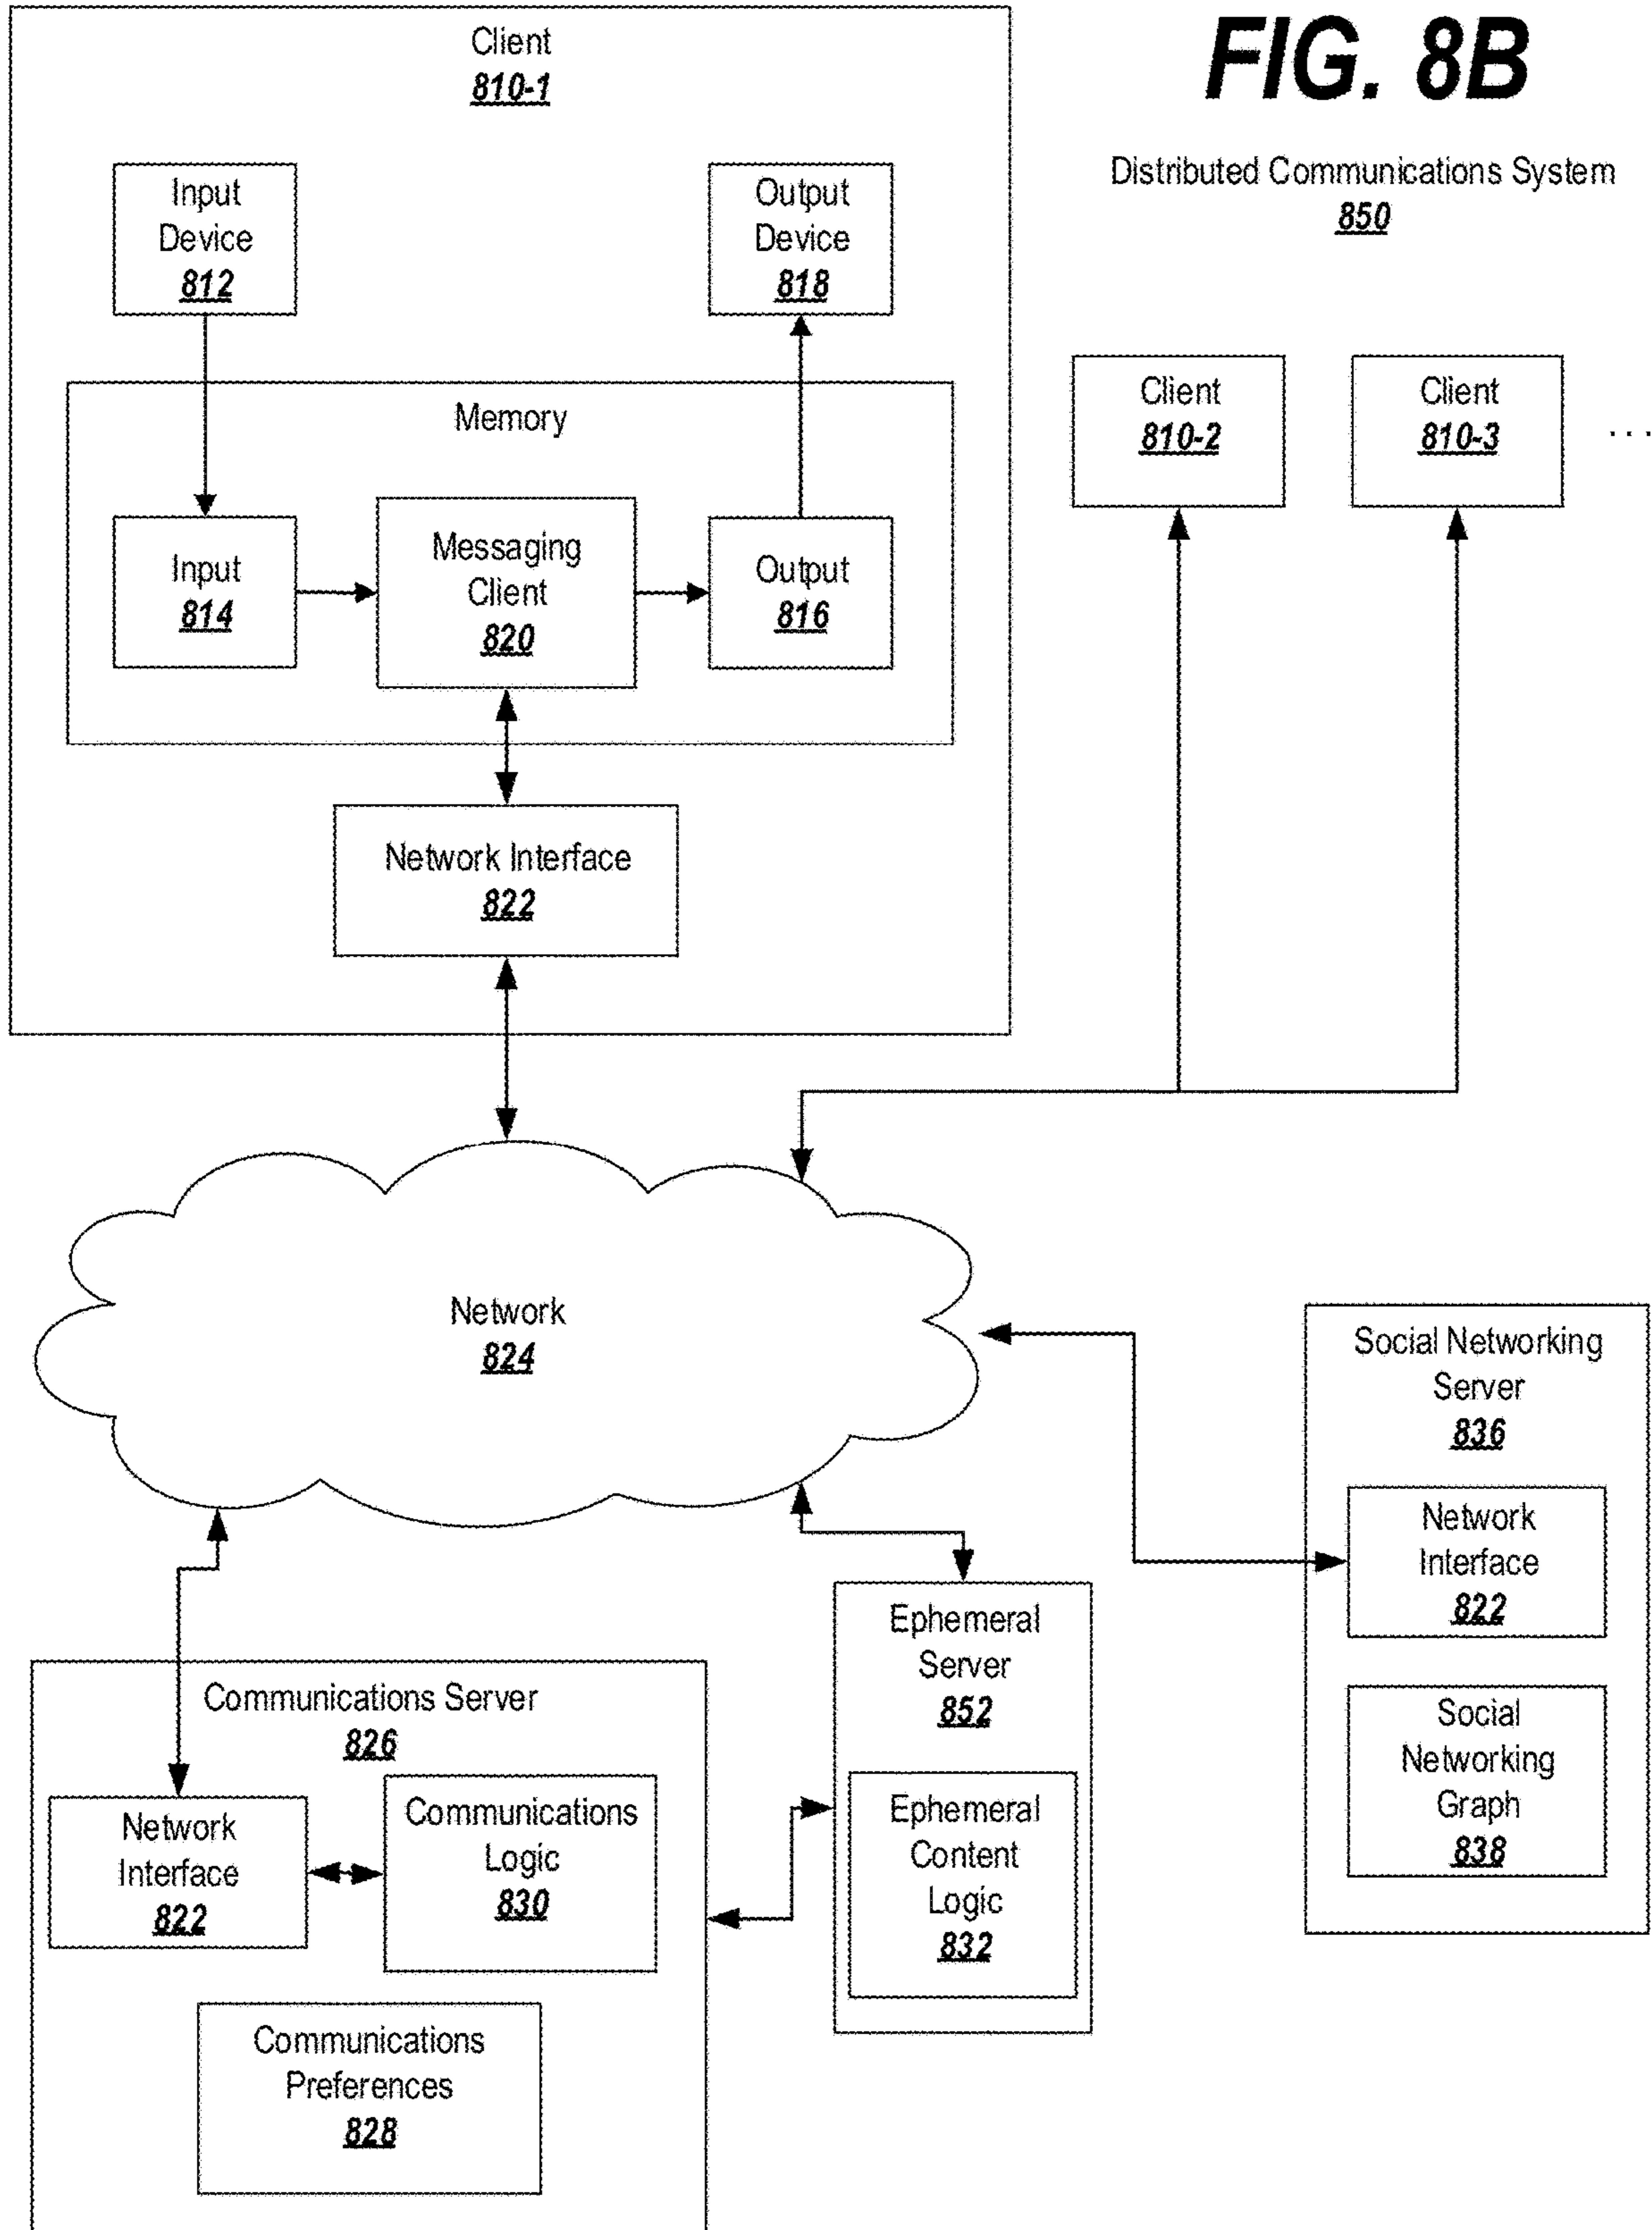 FIG. 8B
Distributed Communications System
850
Client
810-1
Input
Device
812
Output
Device
818
Memory
Input
814
Messaging
Client
820
Output
816
Network Interface
822
Client
810-2
Client
810-3
...
Network
824
Social Networking
Server
836
Network
Interface
822
Social
Networking
Graph
838
Ephemeral
Server
852
Ephemeral
Content
Logic
832
Communications Server
826
Network
Interface
822
Communications
Logic
830
Communications
Preferences
828